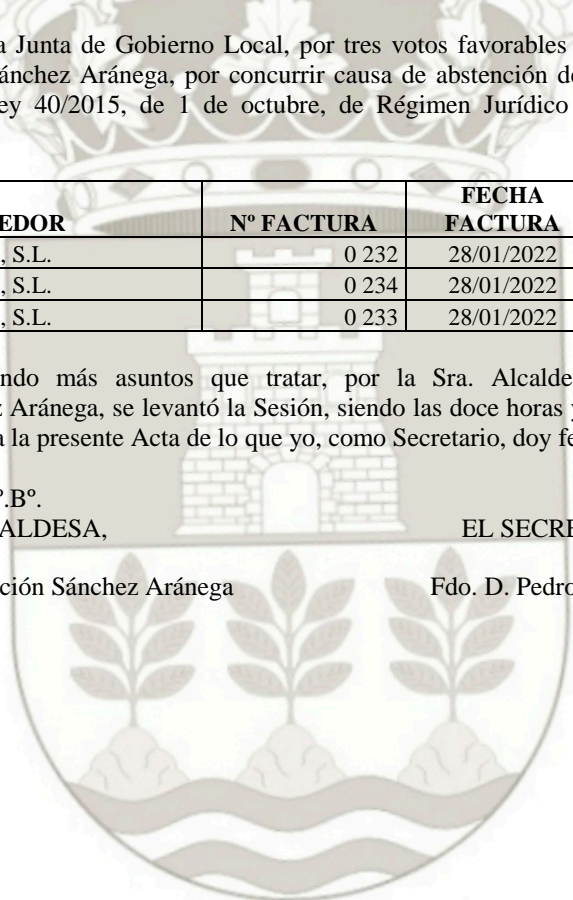 a Junta de Gobierno Local, por tres votos favorables
Sánchez Aránega, por concurrir causa de abstención de
ey 40/2015, de 1 de octubre, de Régimen Jurídico
EDOR Nº FACTURA FECHA FACTURA
, S.L. 0 232 28/01/2022
, S.L. 0 234 28/01/2022
, S.L. 0 233 28/01/2022
ndo más asuntos que tratar, por la Sra. Alcalde
z Aránega, se levantó la Sesión, siendo las doce horas y
a la presente Acta de lo que yo, como Secretario, doy fe
º.Bº.
ALDESA, EL SECRE
ción Sánchez Aránega Fdo. D. Pedro